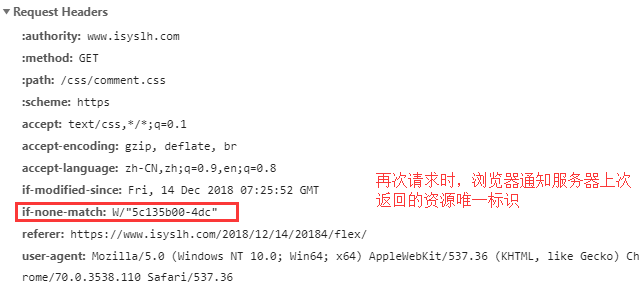 Request Headers
:authority: www.isyslh.com
:method: GET
:path: /css/comment.css
:scheme: https
accept: text/css,*/*;q=0.1
accept-encoding: gzip, deflate, br
accept-language: zh-CN,zh;q=0.9,en;q=0.8
if-modified-since: Fri, 14 Dec 2018 07:25:52 GMT
if-none-match: W/"5c135b00-4dc"
再次请求时,浏览器通知服务器上次
返回的资源唯一标识
referer: https://www.isyslh.com/2018/12/14/20184/flex/
user-agent: Mozilla/5.0 (Windows NT 10.0; Win64; x64) AppleWebKit/537.36 (KHTML, like Gecko) Ch
rome/70.0.3538.110 Safari/537.36